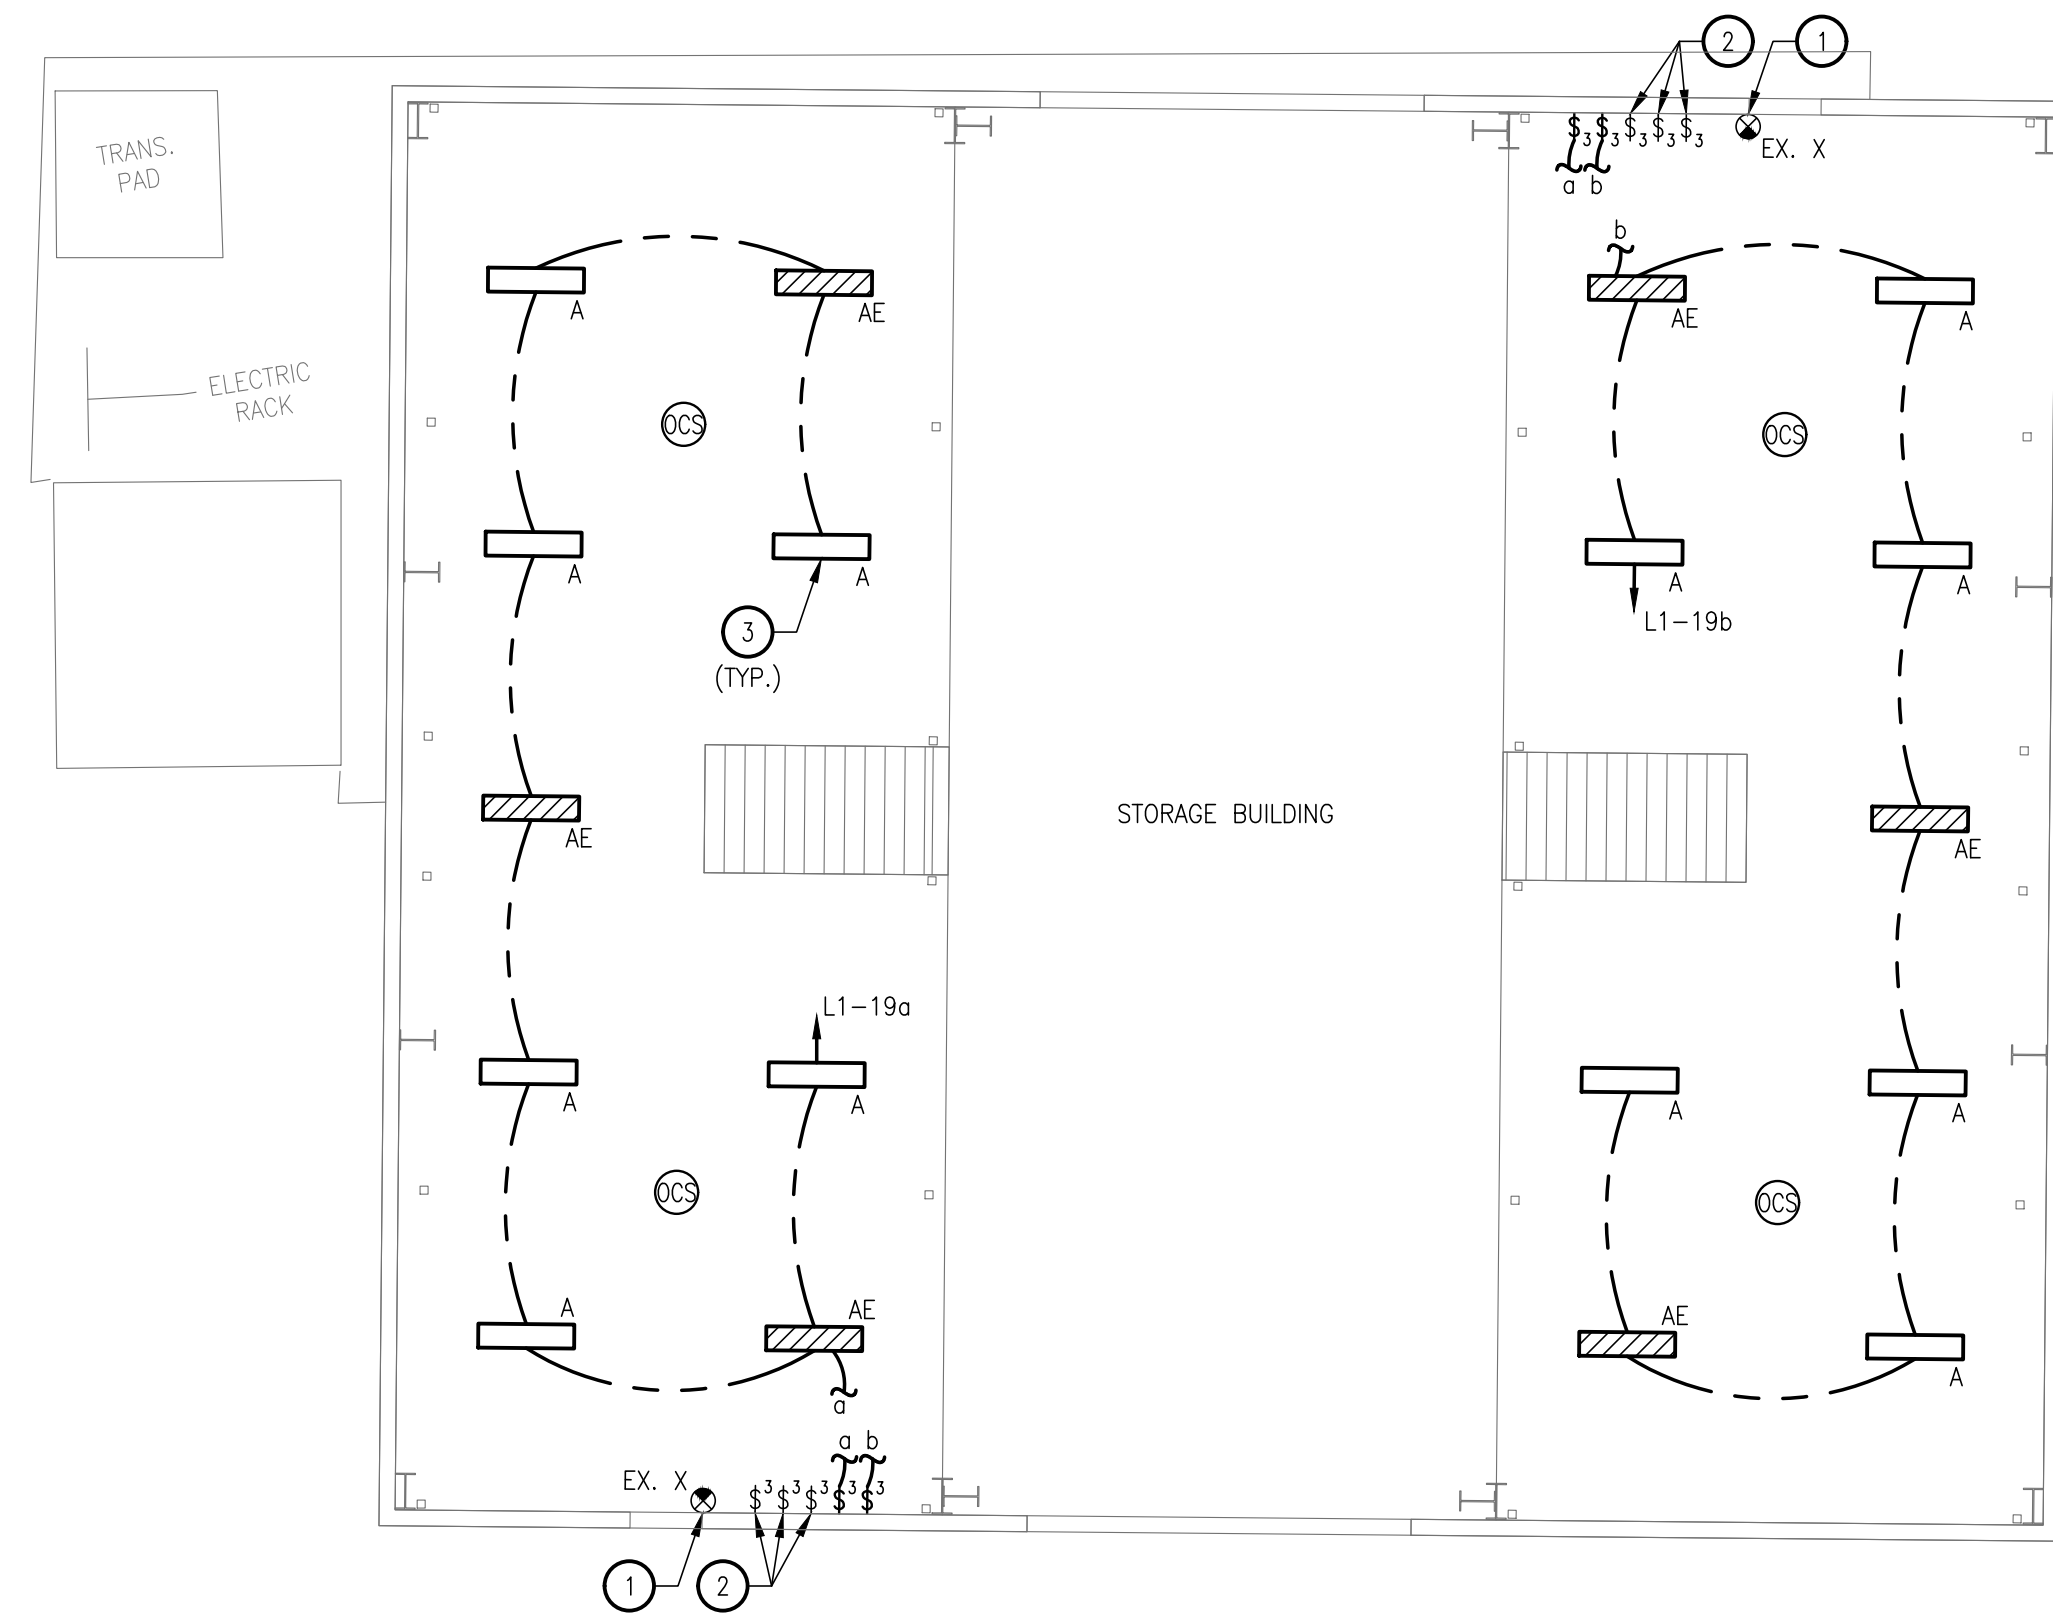 2 1
TRANS.
PAD
$3 $3 $3 $3 $3
EX. X
a b
b
A
AE
AE
A
ELECTRIC
RACK
OCS
OCS
A
A
A
A
L1-19b
3
(TYP.)
STORAGE BUILDING
AE
AE
L1-19a
A
A
A
A
OCS
OCS
A
AE
AE
A
a
a b
EX. X
$3 $3 $3 $3 $3
1 2